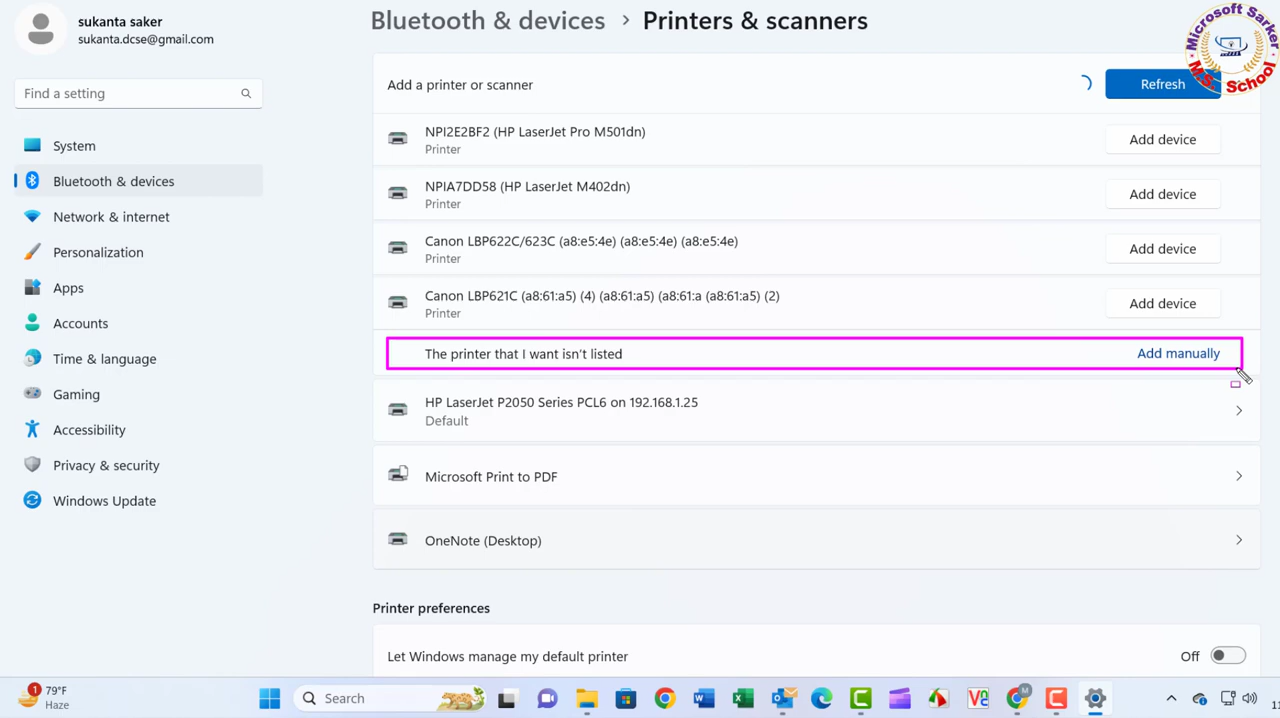 sukanta saker
sukanta.dcse@gmail.com
Find a setting
System
Bluetooth & devices
Network & internet
Personalization
Apps
Accounts
Time & language
Gaming
Accessibility
Privacy & security
Windows Update
Bluetooth & devices › Printers & scanners
Microsoft Sarker
M.S. School
Add a printer or scanner Refresh
NPI2E2BF2 (HP LaserJet Pro M501dn)
Printer
Add device
NPIA7DD58 (HP LaserJet M402dn)
Printer
Add device
Canon LBP622C/623C (a8:e5:4e) (a8:e5:4e) (a8:e5:4e)
Printer
Add device
Canon LBP621C (a8:61:a5) (4) (a8:61:a5) (a8:61:a (a8:61:a5) (2)
Printer
Add device
The printer that I want isn't listed Add manually
HP LaserJet P2050 Series PCL6 on 192.168.1.25
Default
Microsoft Print to PDF
OneNote (Desktop)
Printer preferences
Let Windows manage my default printer Off
1
79°F
Haze
Search
M